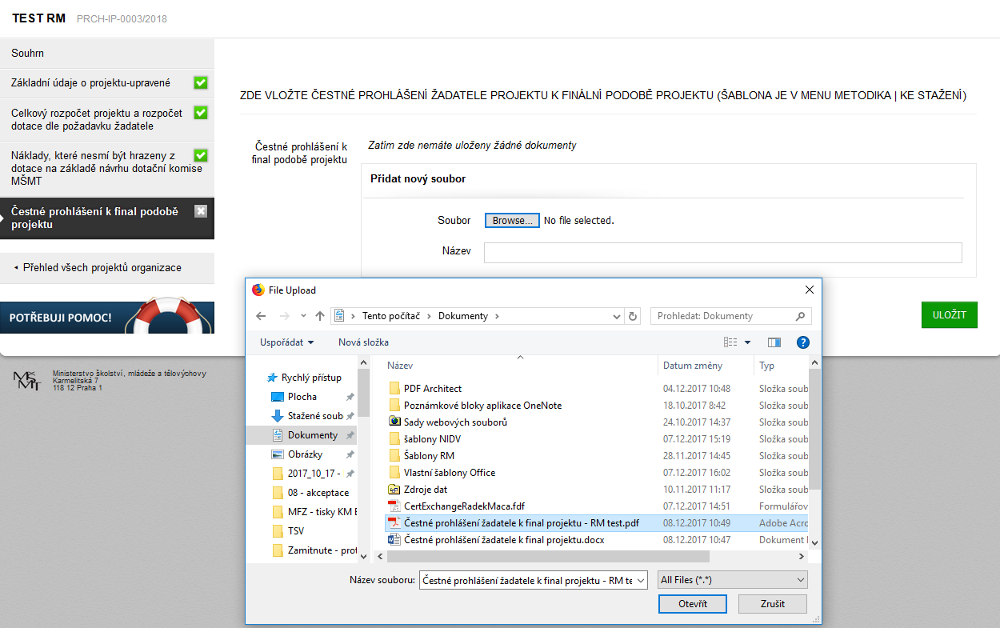 TEST RM PRCH-IP-0003/2018
Souhrn
Základní údaje o projektu-upravené
Celkový rozpočet projektu a rozpočet
dotace dle požadavku žadatele
Náklady, které nesmí být hrazeny z
dotace na základě návrhu dotační komise
MŠMT
Čestné prohlášení k final podobě
projektu
◂ Přehled všech projektů organizace
POTŘEBUJI POMOC!
ZDE VLOŽTE ČESTNÉ PROHLÁŠENÍ ŽADATELE PROJEKTU K FINÁLNÍ PODOBĚ PROJEKTU (ŠABLONA JE V MENU METODIKA | KE STAŽENÍ)
Čestné prohlášení k
final podobě projektu
Zatím zde nemáte uloženy žádné dokumenty
Přidat nový soubor
Soubor Browse... No file selected.
Název
ULOŽIT
MŠMT
Ministerstvo školství, mládeže a tělovýchovy
Karmelitská 7
118 12 Praha 1
File Upload
Tento počítač › Dokumenty ›
Prohledat: Dokumenty
Uspořádat Nová složka
Rychlý přístup
Plocha
Stažené soub
Dokumenty
Obrázky
2017_10_17 -
08 - akceptace
MFZ - tisky KM E
TSV
Zamitnute - prot
Název Datum změny Typ
PDF Architect 04.12.2017 10:48 Složka soub
Poznámkové bloky aplikace OneNote 18.10.2017 8:42 Složka soub
Sady webových souborů 24.10.2017 14:37 Složka soub
šablony NIDV 07.12.2017 15:19 Složka soub
Šablony RM 28.11.2017 14:45 Složka soub
Vlastní šablony Office 07.12.2017 16:02 Složka soub
Zdroje dat 10.11.2017 11:17 Složka soub
CertExchangeRadekMaca.fdf 07.12.2017 14:51 Formulářov
Čestné prohlášení žadatele k final projektu - RM test.pdf 08.12.2017 10:49 Adobe Acro
Čestné prohlášení žadatele k final projektu.docx 08.12.2017 10:47 Dokument
Název souboru: Čestné prohlášení žadatele k final projektu - RM te
All Files (*.*)
Otevřít Zrušit